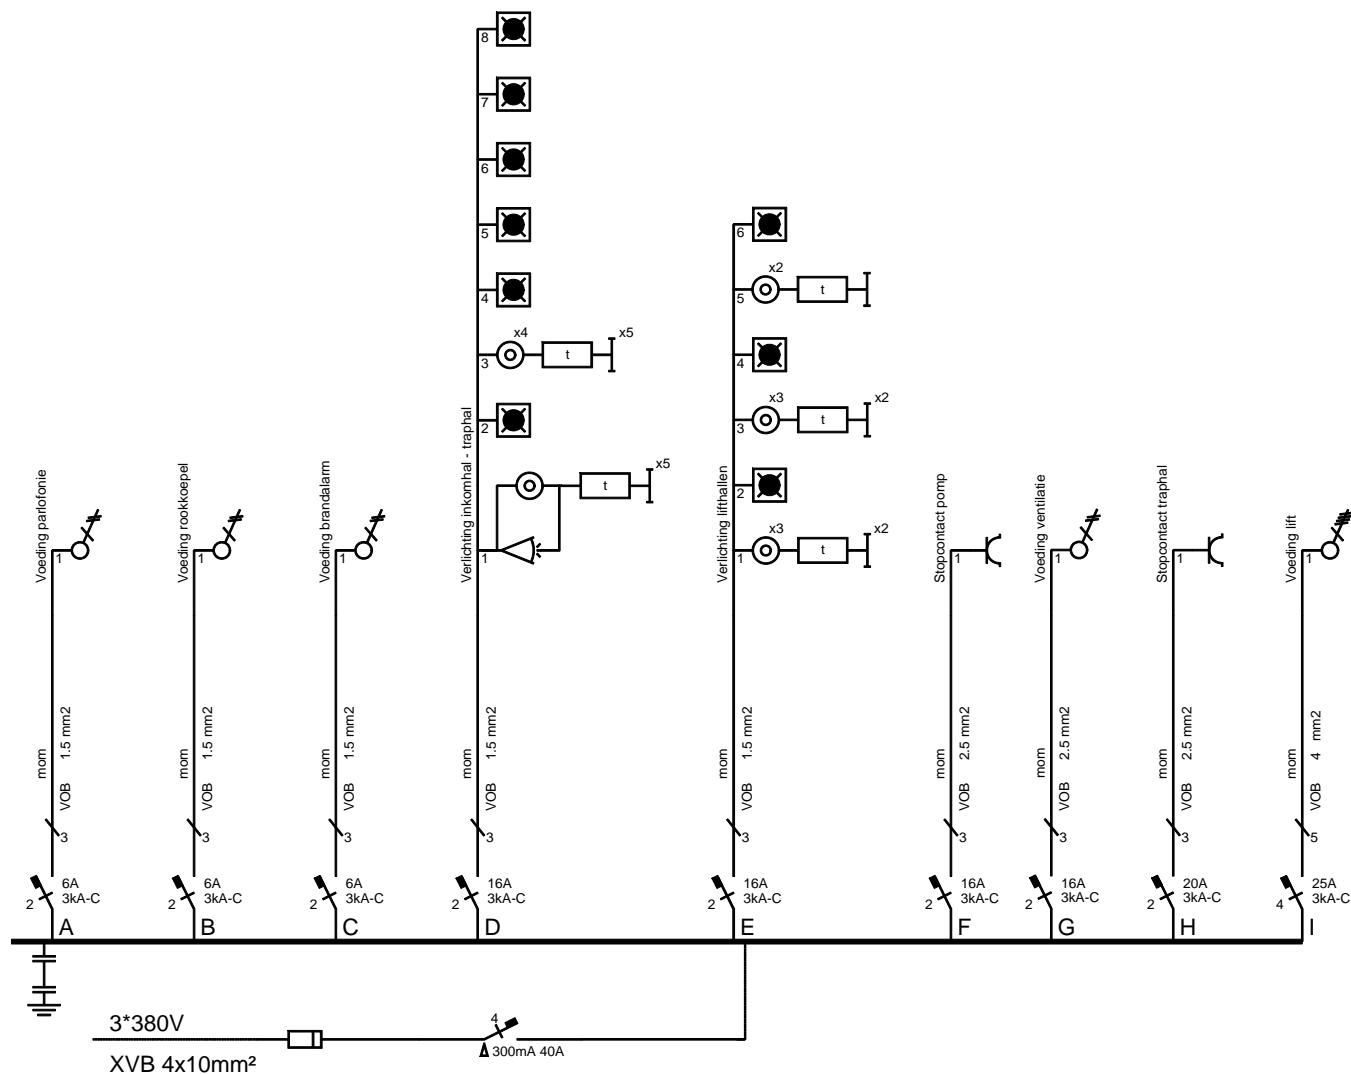 8
7
6
5
4
x4
x5
3
2
x5
t
t
1
6
x2
5
t
4
x3
x2
3
t
2
x3
x2
1
t
Voeding parlofonie
1
Voeding rookkoepel
1
Voeding brandalarm
1
Verlichting inkomhal - traphal
Verlichting lifthallen
Stopcontact pomp
1
Voeding ventilatie
1
Stopcontact traphal
1
Voeding lift
1
mom
VOB 1.5 mm2
mom
VOB 1.5 mm2
mom
VOB 1.5 mm2
mom
VOB 1.5 mm2
mom
VOB 1.5 mm2
mom
VOB 2.5 mm2
mom
VOB 2.5 mm2
mom
VOB 2.5 mm2
mom
VOB 4 mm2
3
3
3
3
3
3
3
3
5
6A
3kA-C
2
A
6A
3kA-C
2
B
6A
3kA-C
2
C
16A
3kA-C
2
D
16A
3kA-C
2
E
16A
3kA-C
2
F
16A
3kA-C
2
G
20A
3kA-C
2
H
25A
3kA-C
4
I
3*380V
4
300mA 40A
XVB 4x10mm²